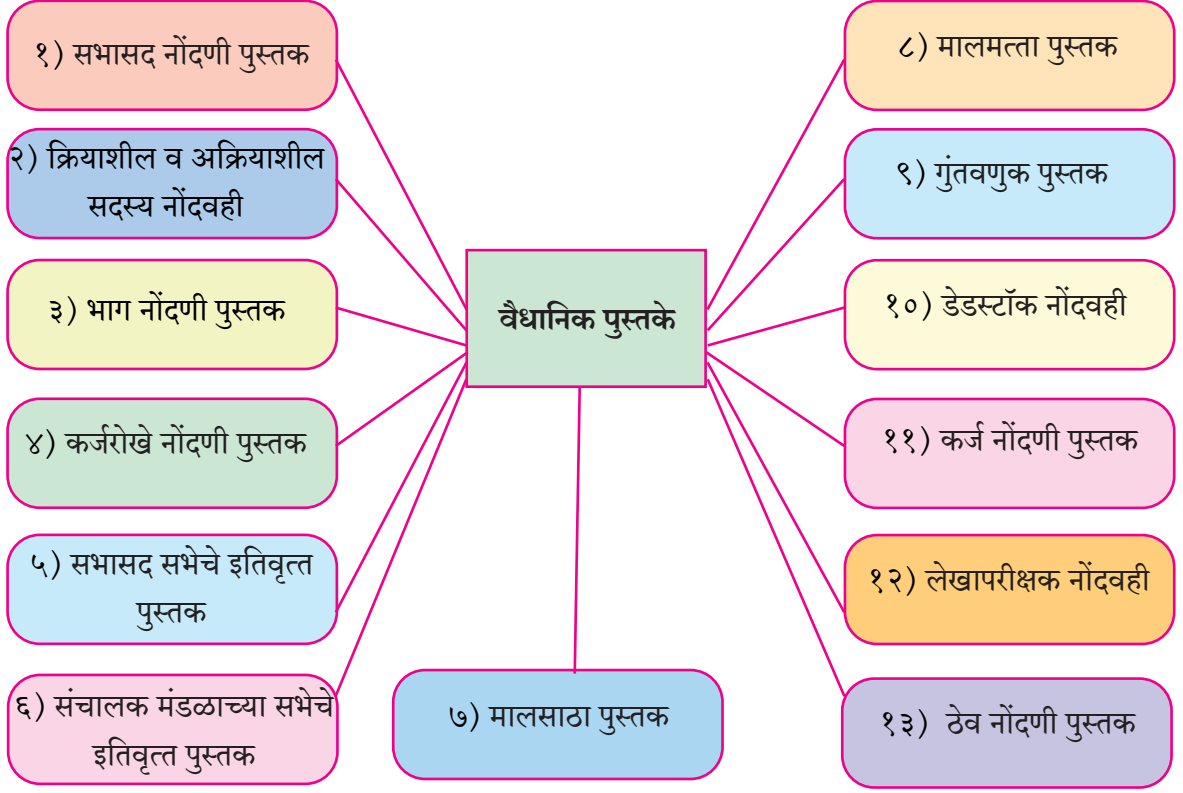 १) सभासद नोंदणी पुस्तक
२) क्रियाशील व अक्रियाशील
सदस्य नोंदवही
३) भाग नोंदणी पुस्तक
४) कर्जरोखे नोंदणी पुस्तक
५) सभासद सभेचे इतिवृत्त
पुस्तक
६) संचालक मंडळाच्या सभेचे
इतिवृत्त पुस्तक
वैधानिक पुस्तके
७) मालसाठा पुस्तक
८) मालमत्ता पुस्तक
९) गुंतवणुक पुस्तक
१०) डेडस्टॉक नोंदवही
११) कर्ज नोंदणी पुस्तक
१२) लेखापरीक्षक नोंदवही
१३) ठेव नोंदणी पुस्तक